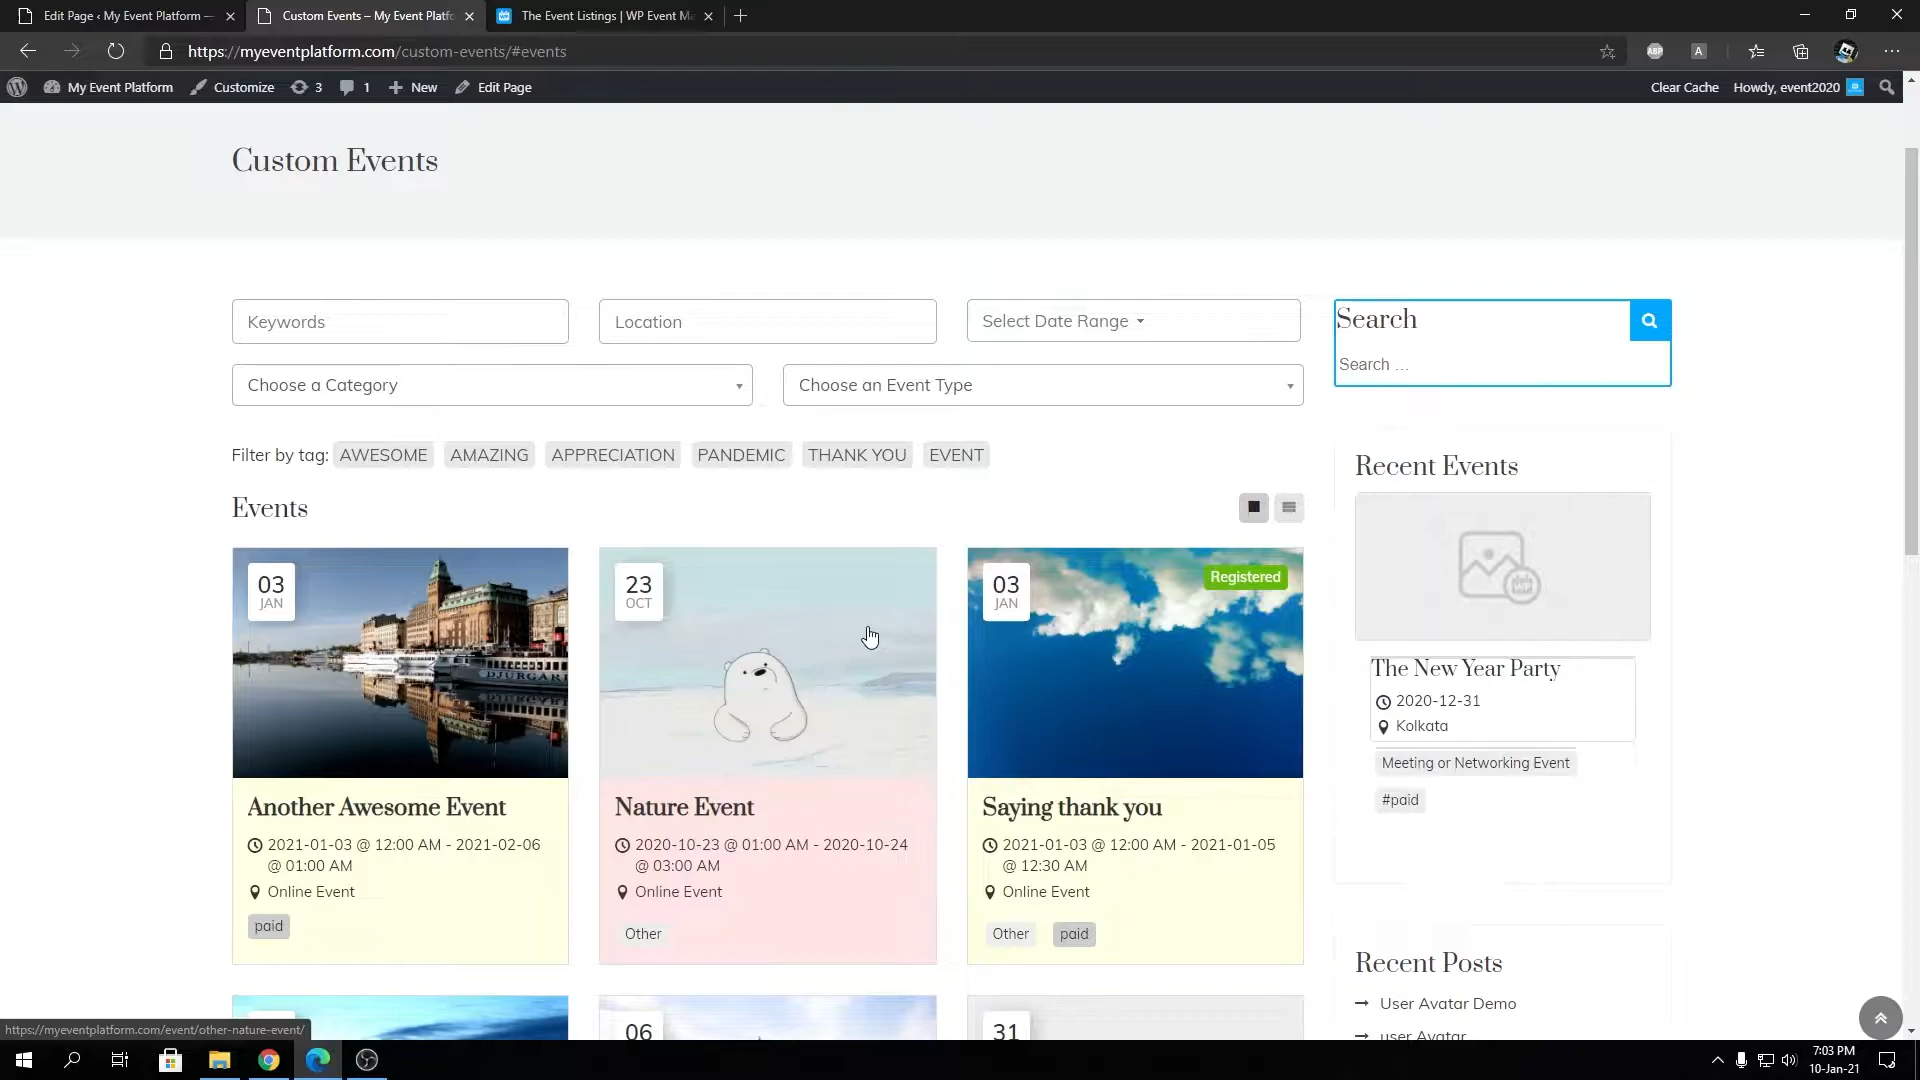 Edit Page ‹ My Event Platform —
Custom Events – My Event Platfo
The Event Listings | WP Event Ma
https://myeventplatform.com/custom-events/#events
ABP
A
My Event Platform
Customize
3
1
New
Edit Page
Clear Cache
Howdy, event2020
Custom Events
Keywords
Location
Select Date Range
Search
Search ...
Choose a Category
Choose an Event Type
Filter by tag: AWESOME AMAZING APPRECIATION PANDEMIC THANK YOU EVENT
Events
03
JAN
DJURGÅR
Another Awesome Event
2021-01-03 @ 12:00 AM - 2021-02-06
@ 01:00 AM
Online Event
paid
23
OCT
Nature Event
2020-10-23 @ 01:00 AM - 2020-10-24
@ 03:00 AM
Online Event
Other
03
JAN
Registered
Saying thank you
2021-01-03 @ 12:00 AM - 2021-01-05
@ 12:30 AM
Online Event
Other
paid
06
31
Recent Events
The New Year Party
2020-12-31
Kolkata
Meeting or Networking Event
#paid
Recent Posts
User Avatar Demo
user Avatar
https://myeventplatform.com/event/other-nature-event/
7:03 PM
10-Jan-21